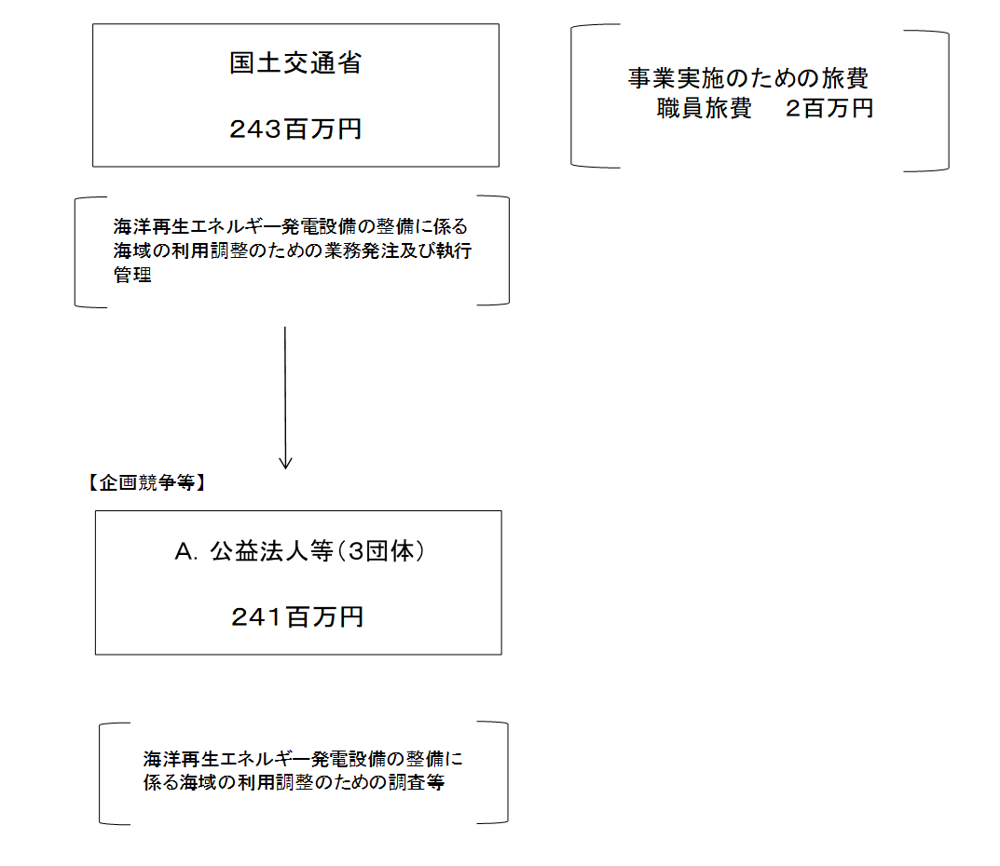 国土交通省
243百万円
事業実施のための旅費
職員旅費　2百万円
海洋再生エネルギー発電設備の整備に係る
海域の利用調整のための業務発注及び執行
管理
【企画競争等】
A．公益法人等（3団体）
241百万円
海洋再生エネルギー発電設備の整備に
係る海域の利用調整のための調査等